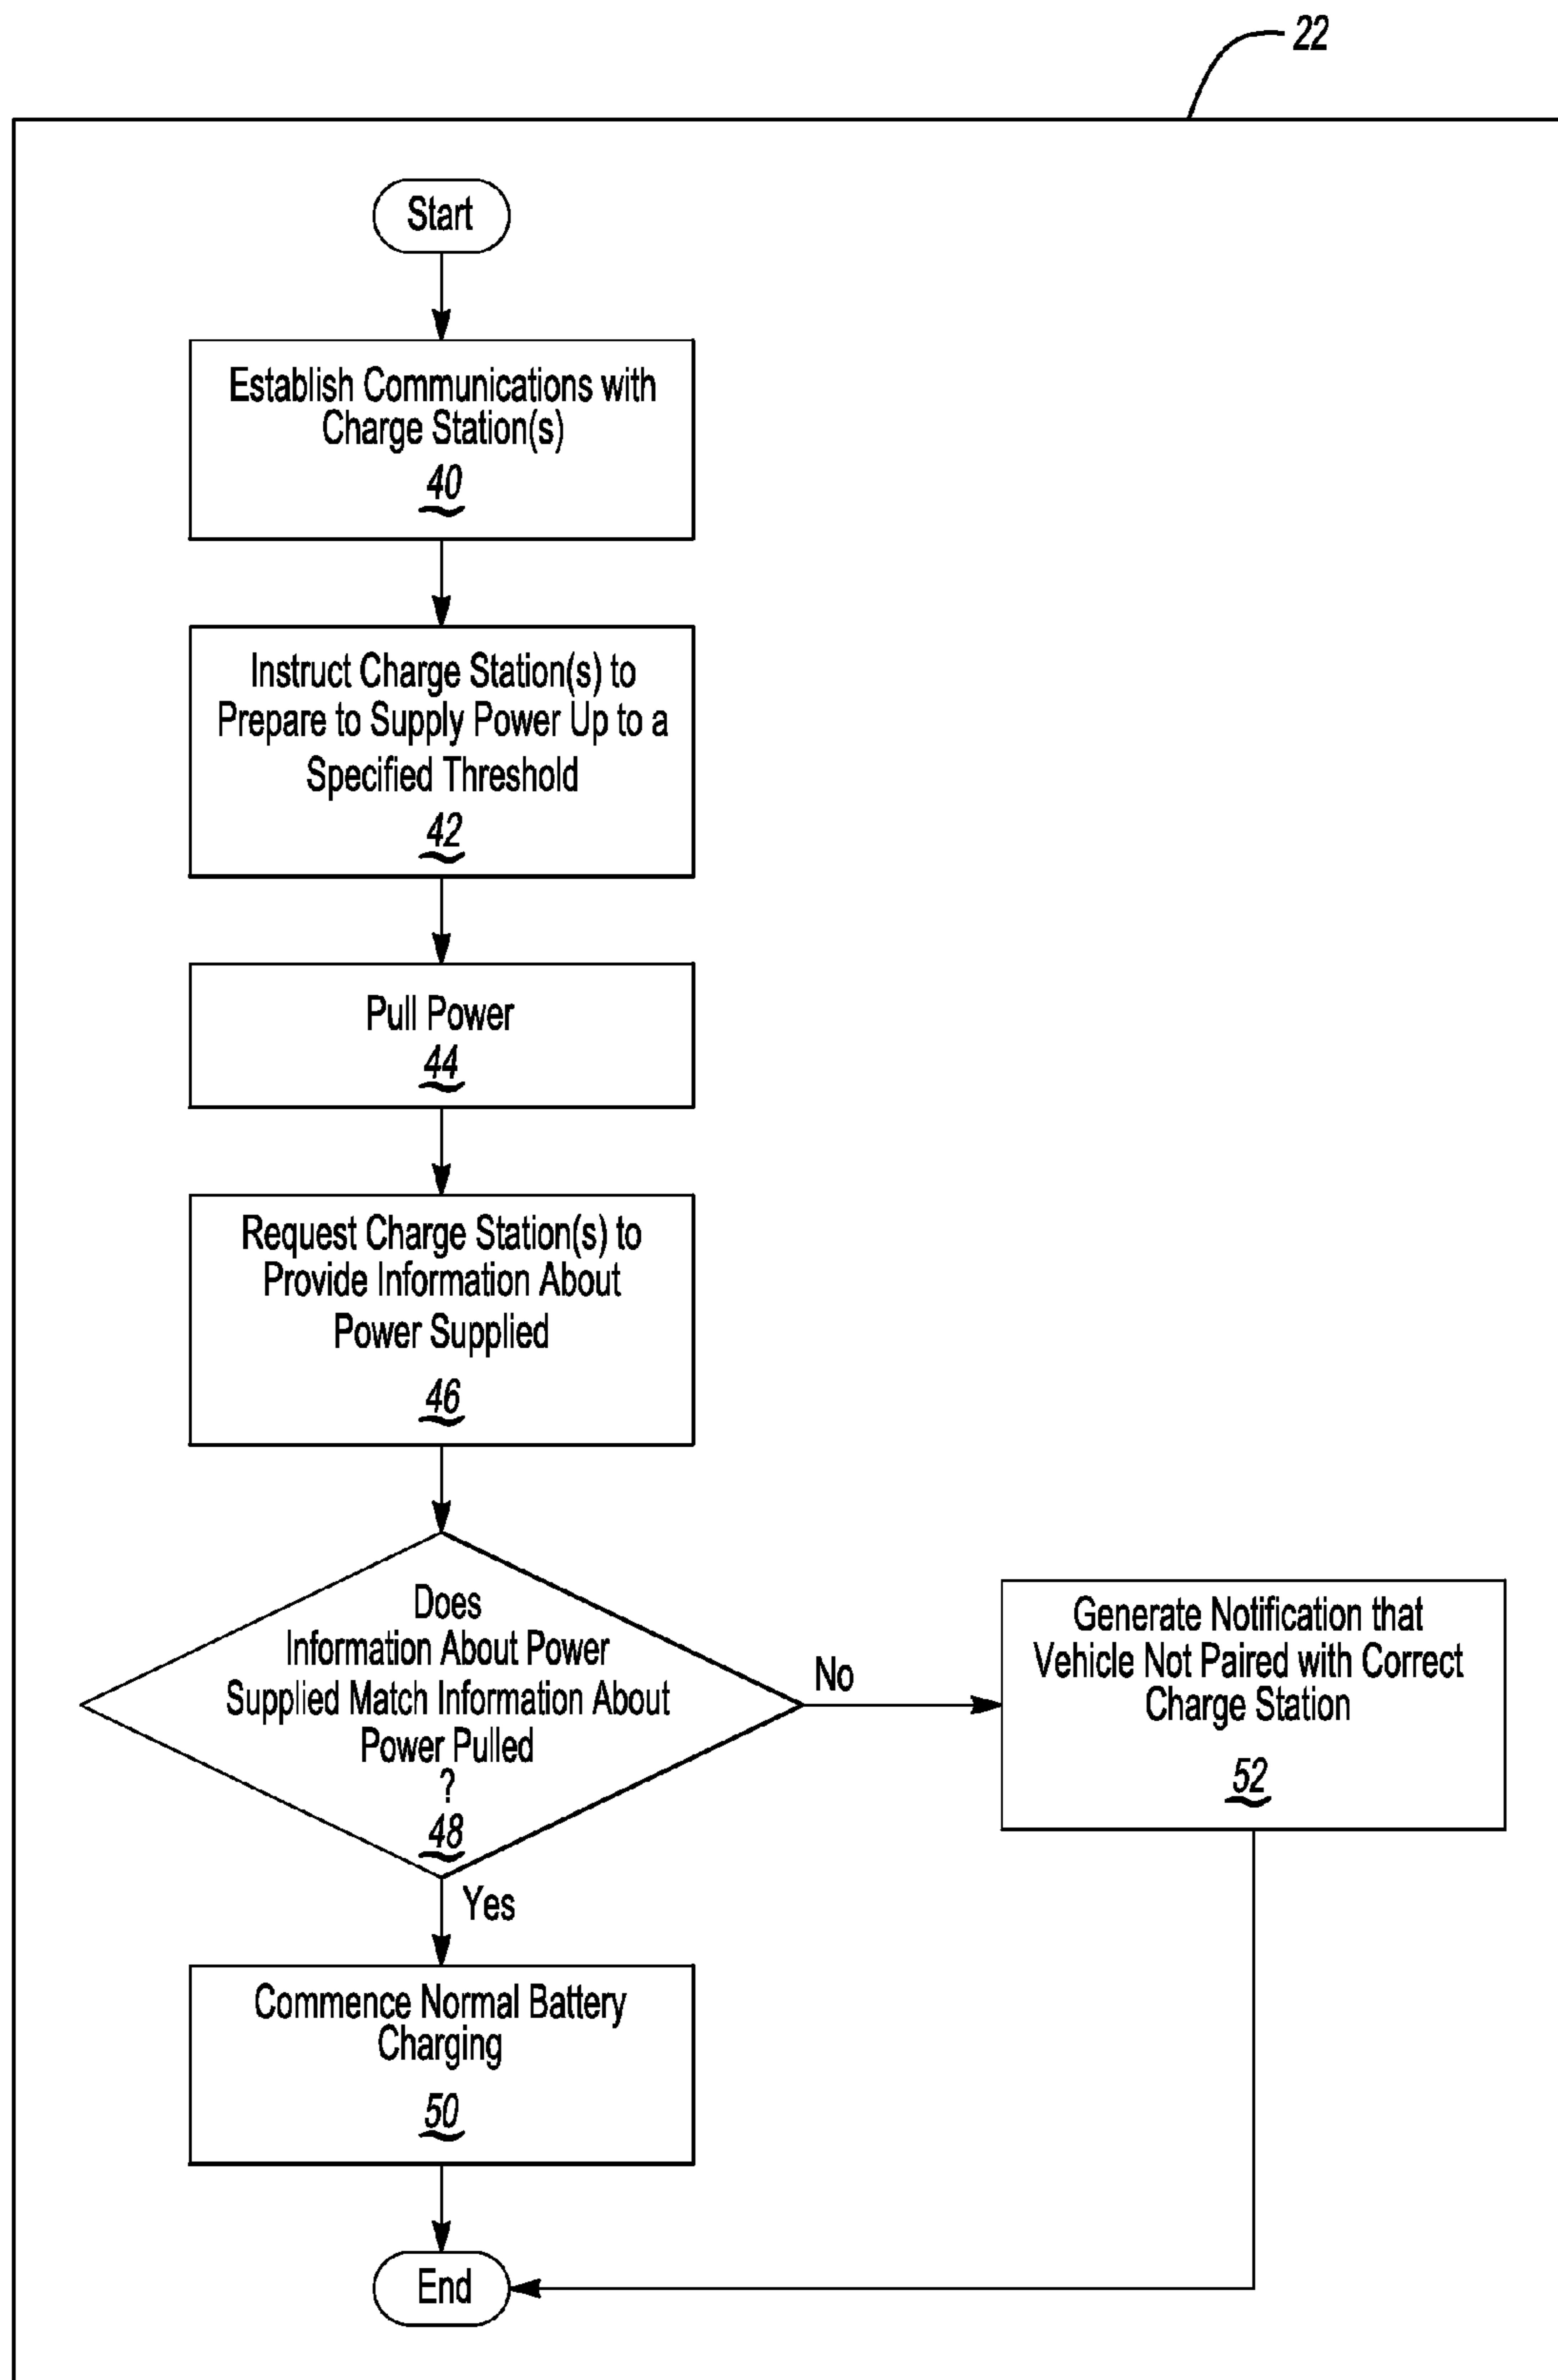 22
Start
Establish Communications with
Charge Station(s)
40
Instruct Charge Station(s) to
Prepare to Supply Power Up to a
Specified Threshold
42
Pull Power
44
Request Charge Station(s) to
Provide Information About
Power Supplied
46
Does
Information About Power
Supplied Match Information About
Power Pulled
?
48
No
Generate Notification that
Vehicle Not Paired with Correct
Charge Station
52
Yes
Commence Normal Battery
Charging
50
End